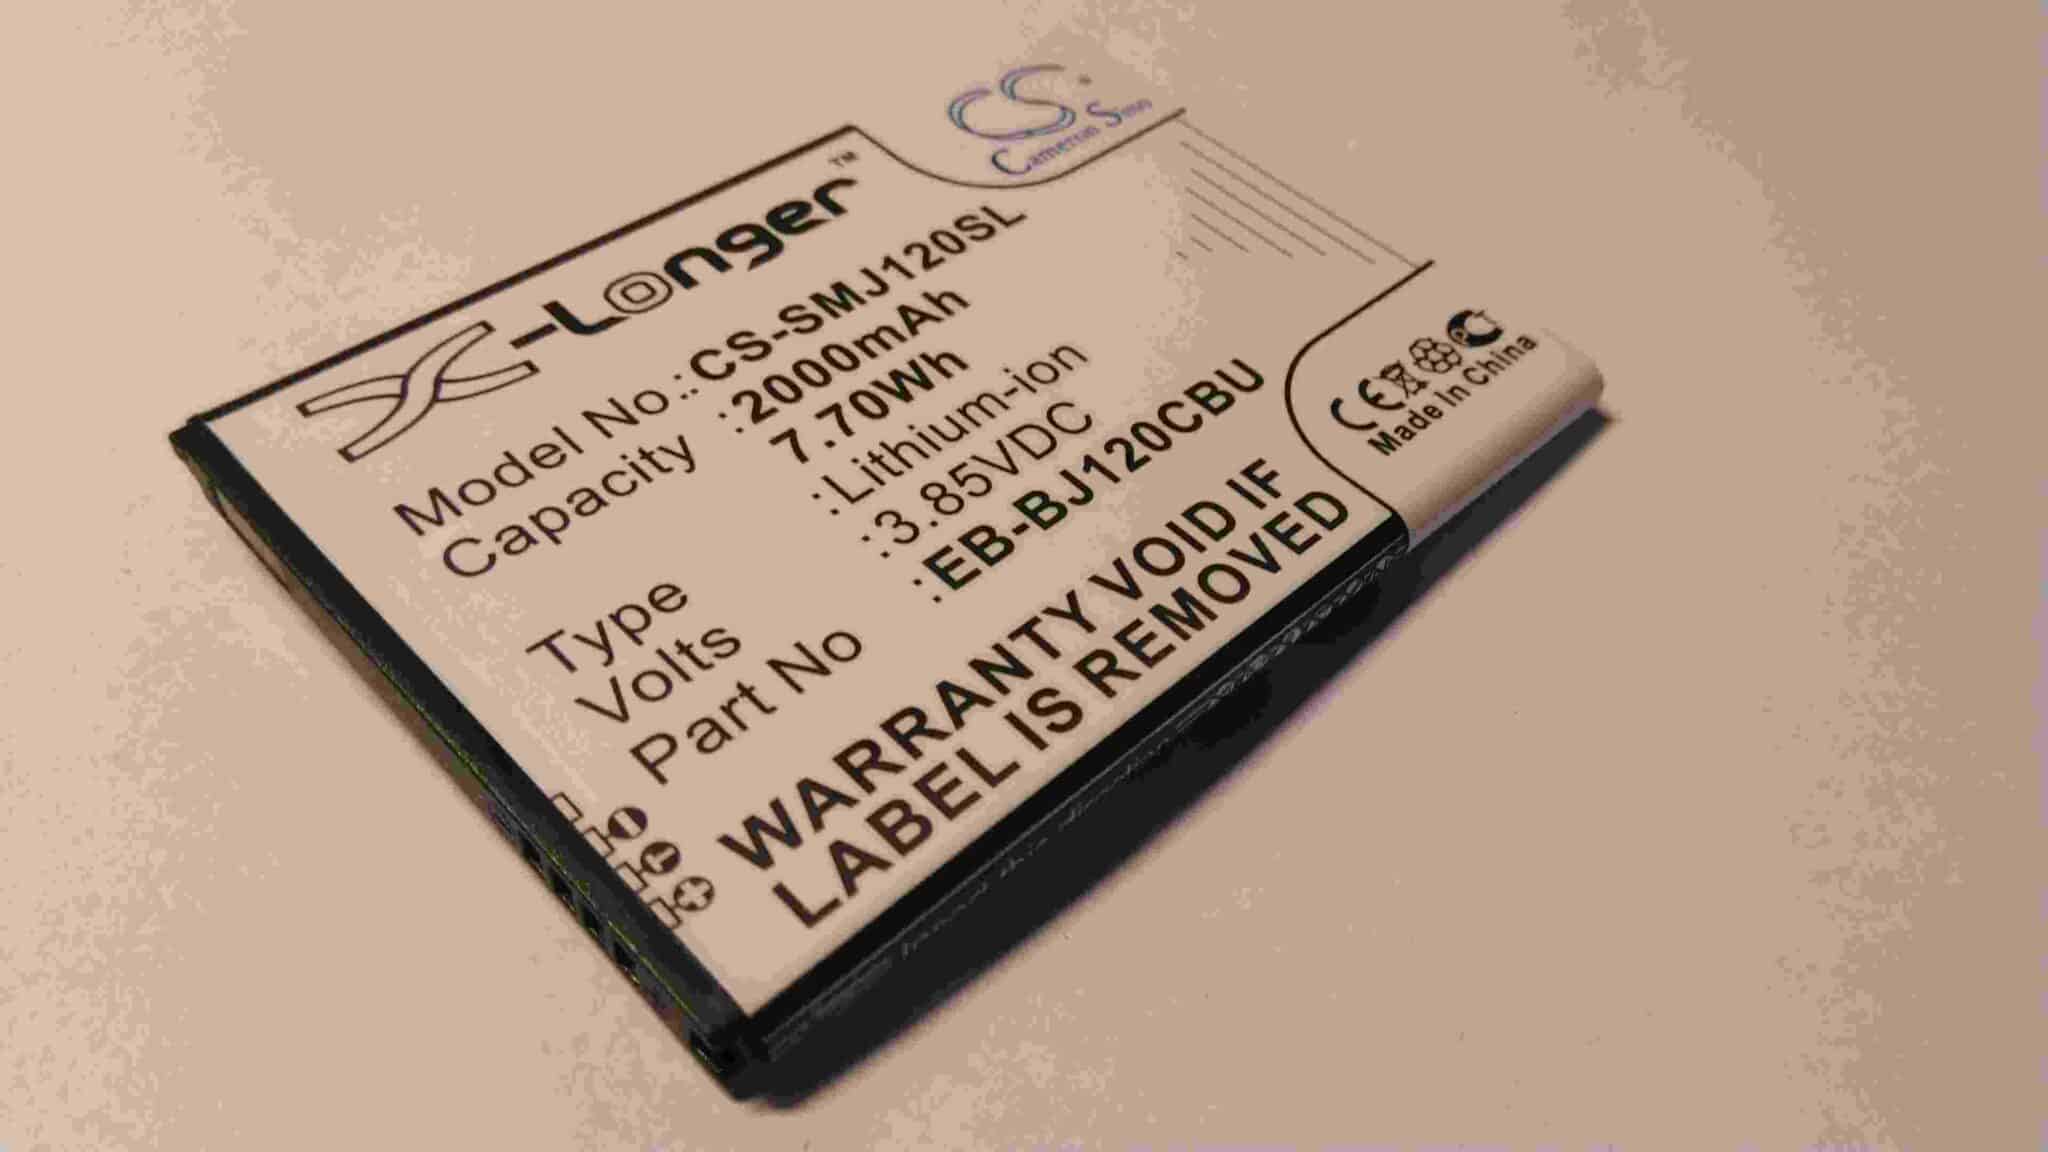 CS
Cameron Sino
X-Longer™
Model No.:CS-SMJ120SL
Capacity :2000mAh
7.70Wh
Type :Lithium-ion
Volts :3.85VDC
Part No :EB-BJ120CBU
WARRANTY VOID IF
LABEL IS REMOVED
CE PCT
Made In China